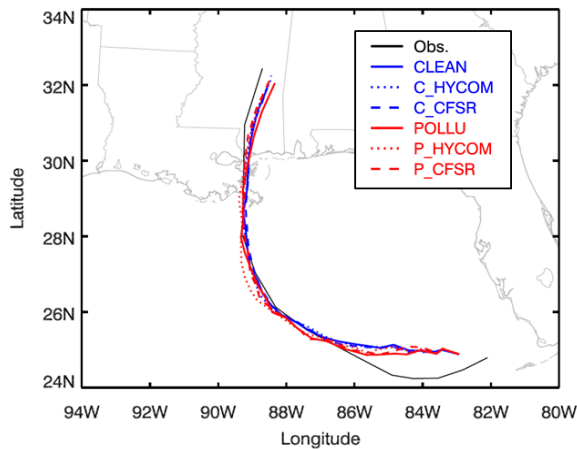 34N
32N
30N
28N
26N
24N
Latitude
Obs.
CLEAN
C_HYCOM
C_CFSR
POLLU
P_HYCOM
P_CFSR
94W 92W 90W 88W 86W 84W 82W 80W
Longitude